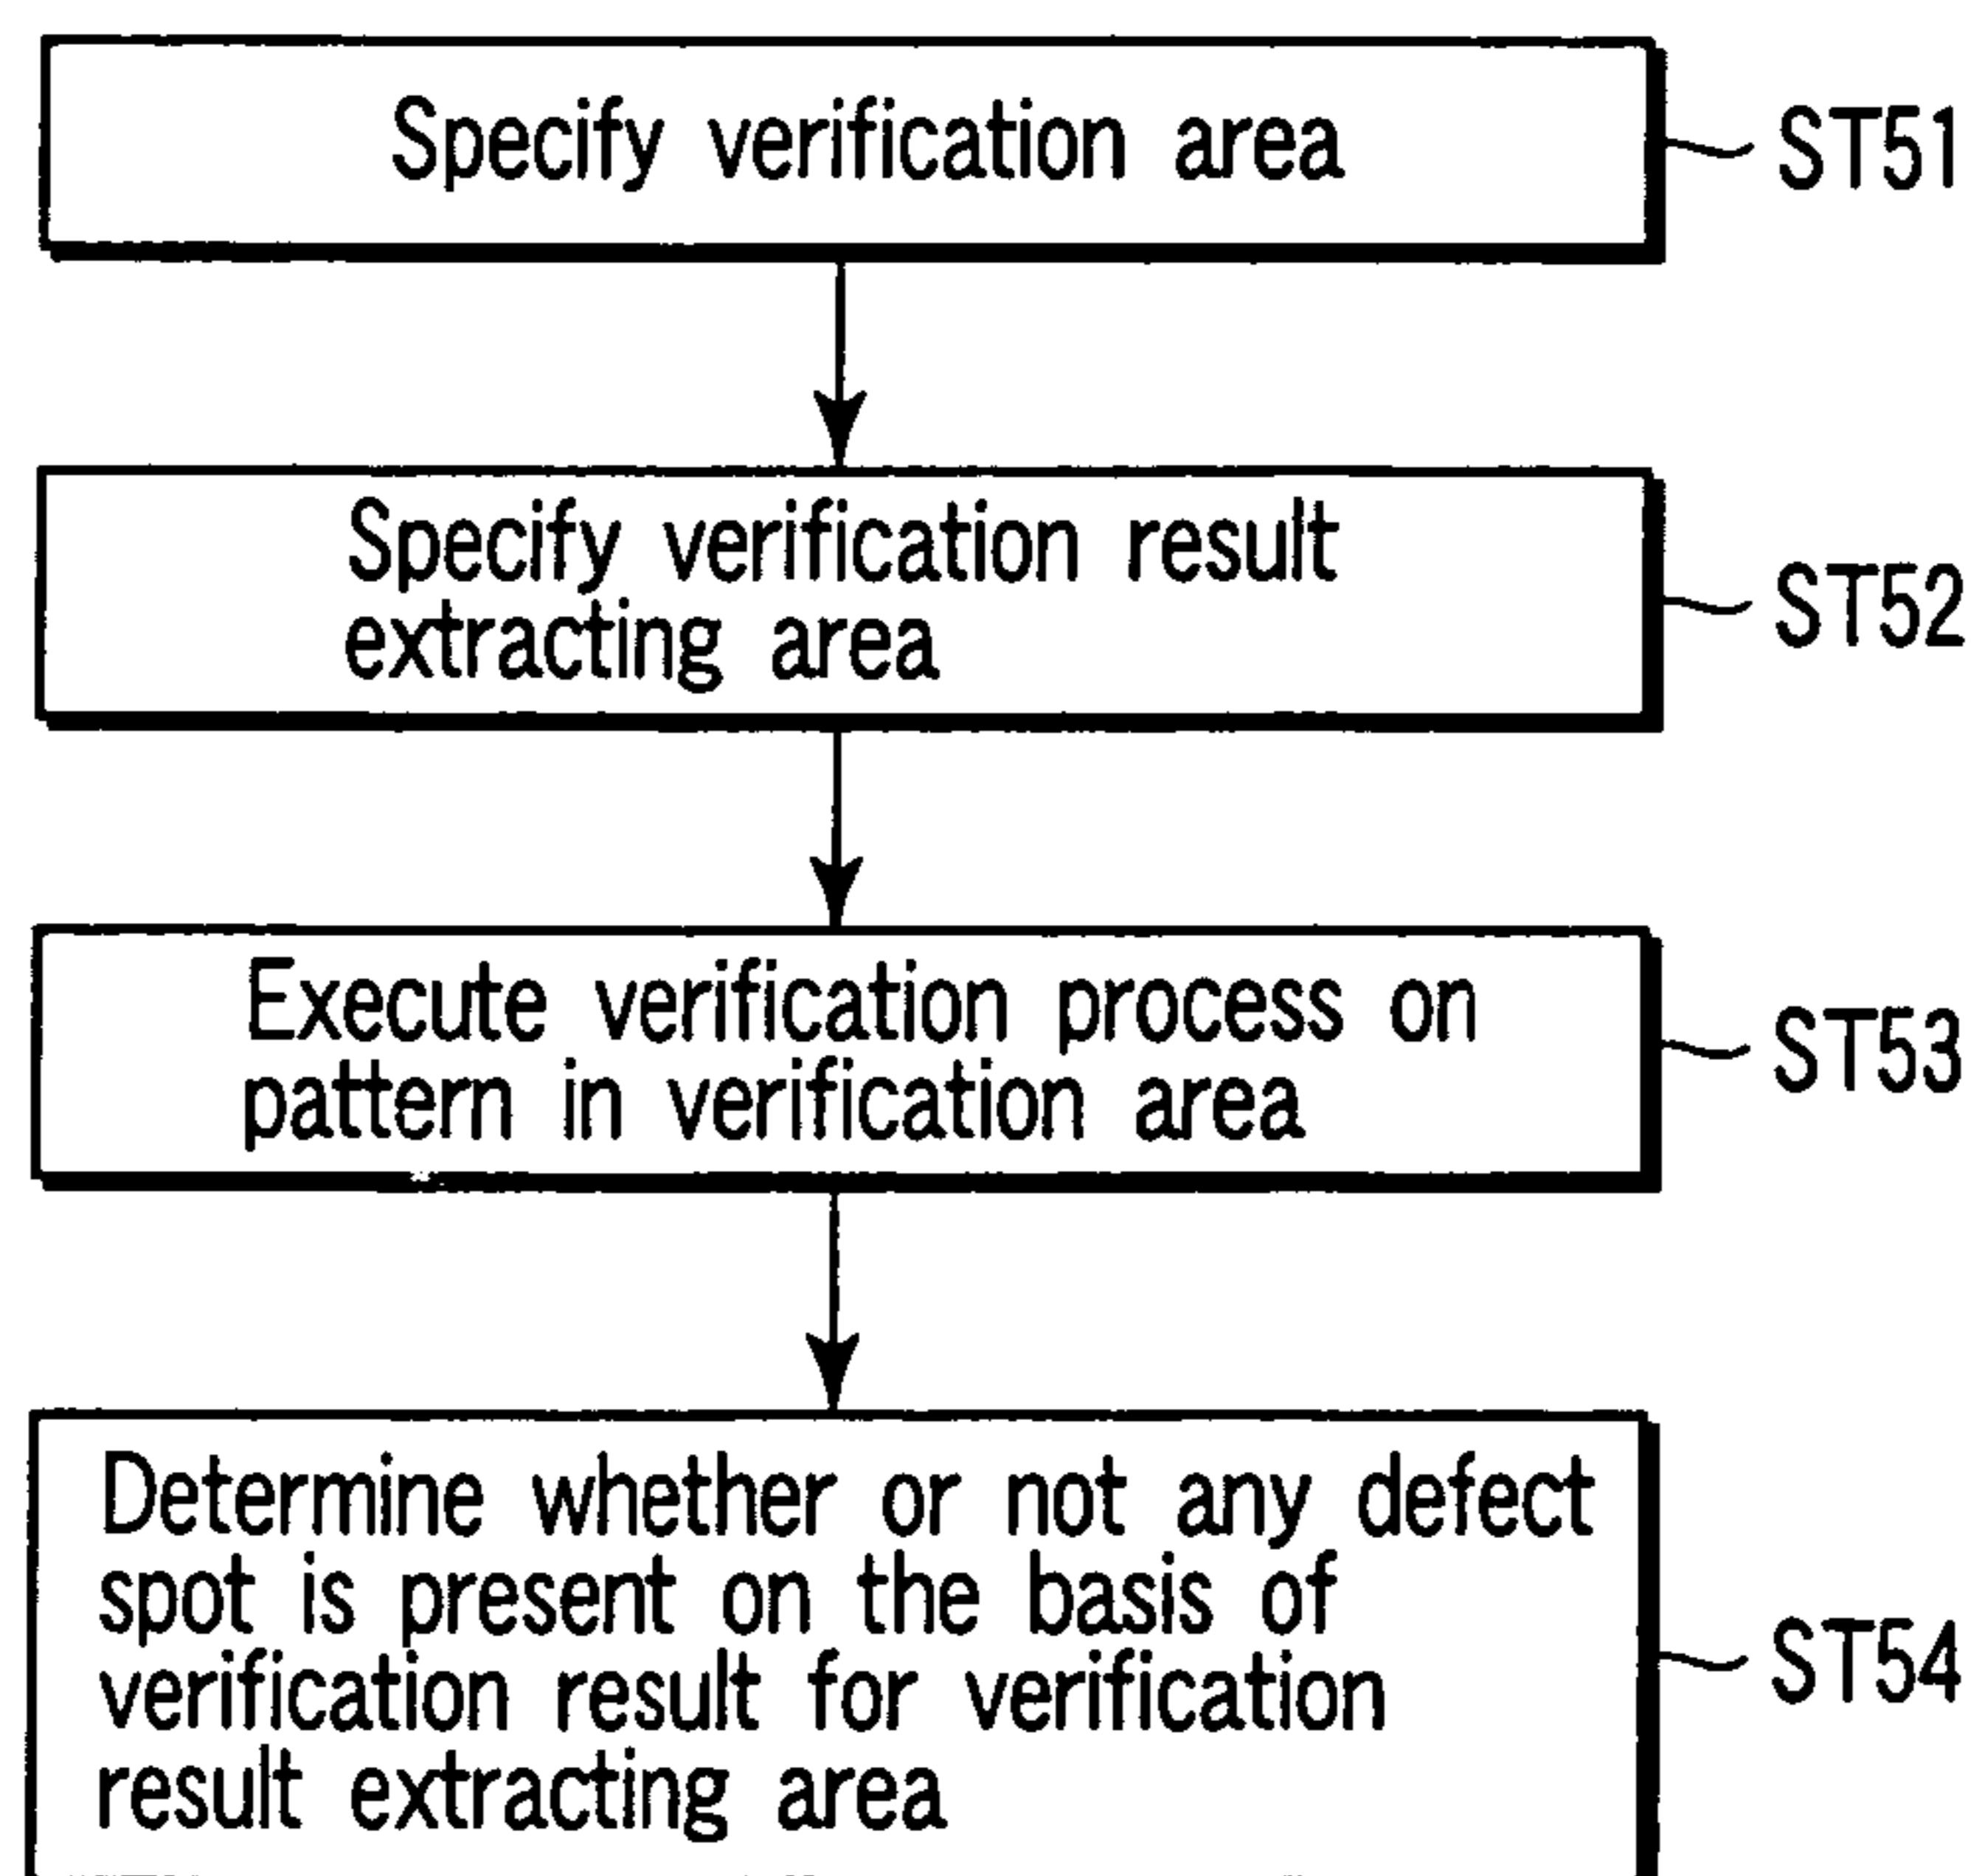 Specify verification area
ST51
Specify verification result
extracting area
ST52
Execute verification process on
pattern in verification area
ST53
Determine whether or not any defect
spot is present on the basis of
verification result for verification
result extracting area
ST54